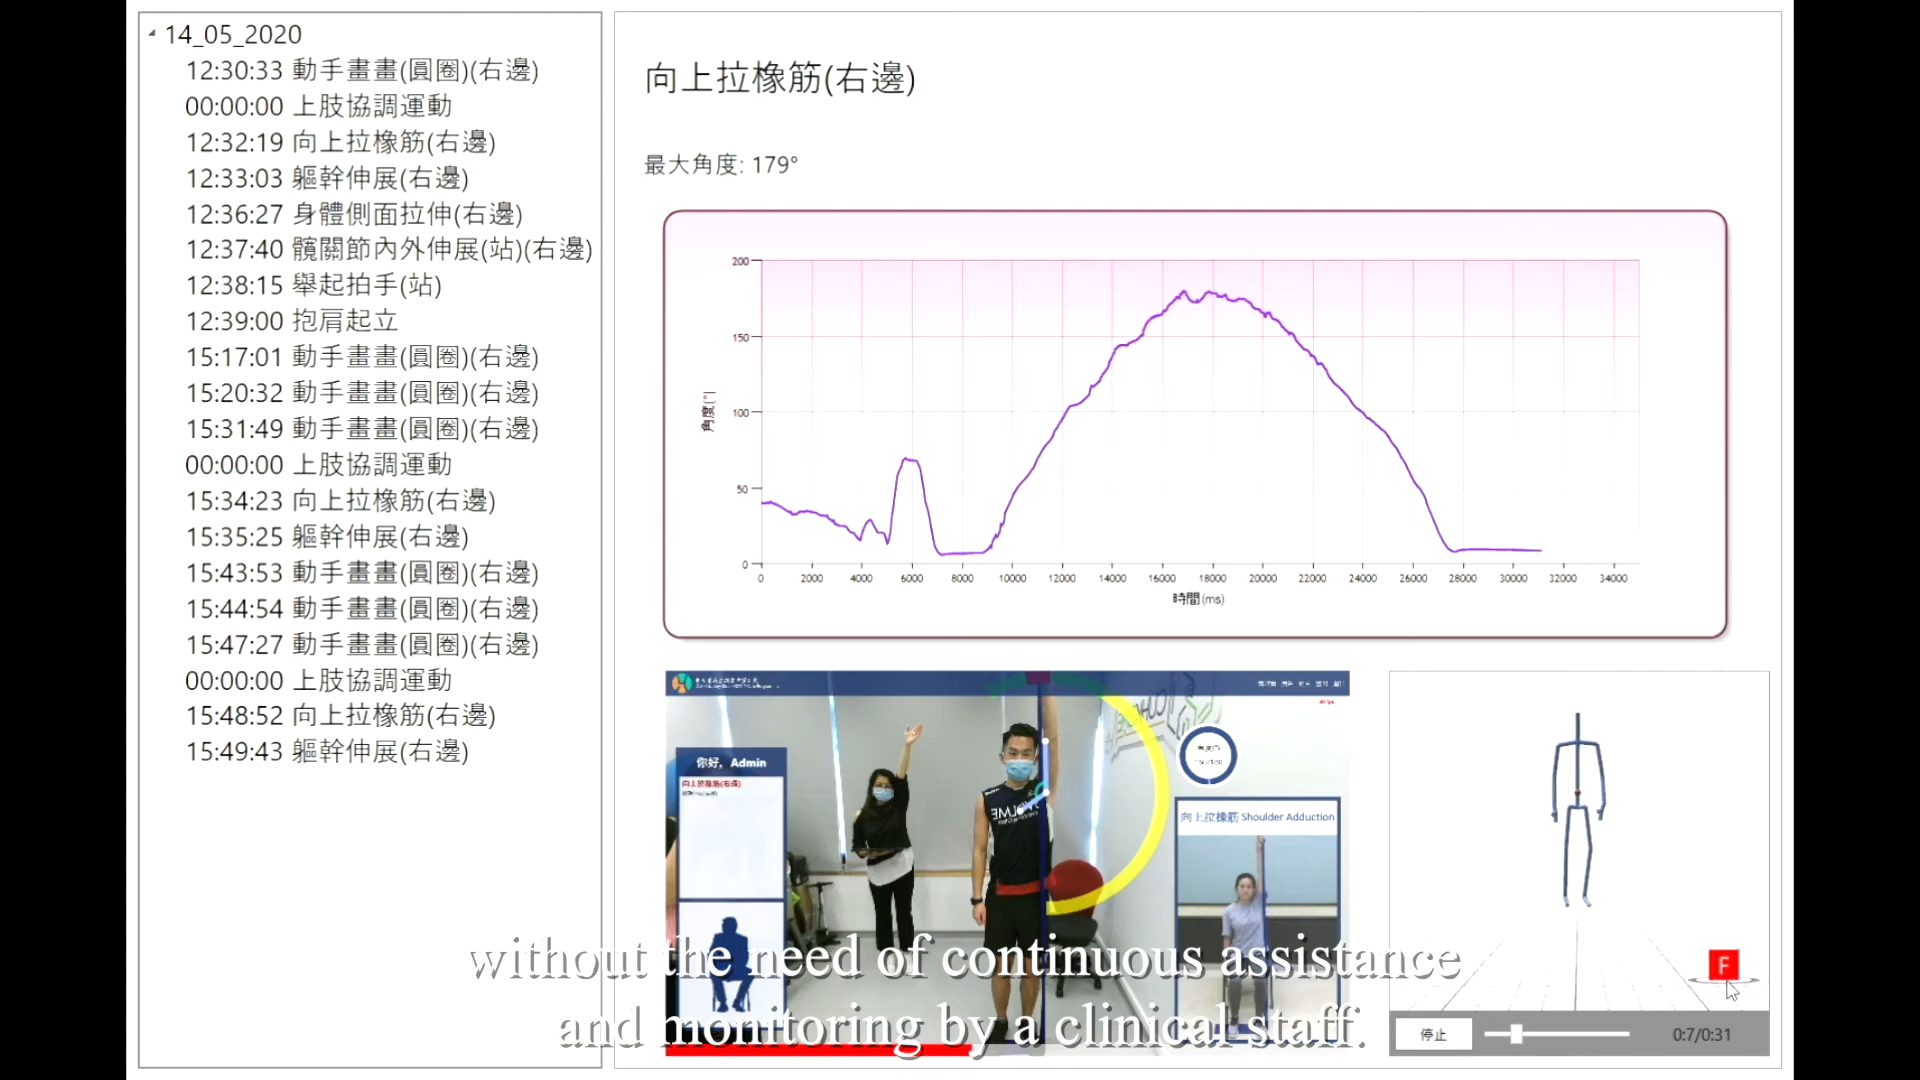 14_05_2020
12:30:33 動手畫畫(圓圈)(右邊)
00:00:00 上肢協調運動
12:32:19 向上拉橡筋(右邊)
12:33:03 軀幹伸展(右邊)
12:36:27 身體側面拉伸(右邊)
12:37:40 髖關節內外伸展(站)(右邊)
12:38:15 舉起拍手(站)
12:39:00 抱肩起立
15:17:01 動手畫畫(圓圈)(右邊)
15:20:32 動手畫畫(圓圈)(右邊)
15:31:49 動手畫畫(圓圈)(右邊)
00:00:00 上肢協調運動
15:34:23 向上拉橡筋(右邊)
15:35:25 軀幹伸展(右邊)
15:43:53 動手畫畫(圓圈)(右邊)
15:44:54 動手畫畫(圓圈)(右邊)
15:47:27 動手畫畫(圓圈)(右邊)
00:00:00 上肢協調運動
15:48:52 向上拉橡筋(右邊)
15:49:43 軀幹伸展(右邊)
向上拉橡筋(右邊)
最大角度: 179°
200
150
100
50
0
角度(°)
0 2000 4000 6000 8000 10000 12000 14000 16000 18000 20000 22000 24000 26000 28000 30000 32000 34000
時間(ms)
你好, Admin
向上拉橡筋(右邊)
向上拉橡筋 Shoulder Adduction
F
停止
0:7/0:31
without the need of continuous assistance
and monitoring by a clinical staff.